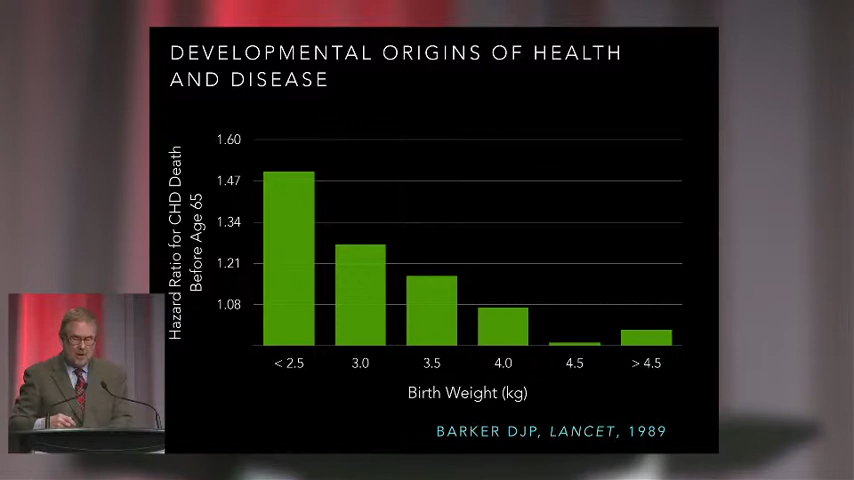 DEVELOPMENTAL ORIGINS OF HEALTH
AND DISEASE
Hazard Ratio for CHD Death
Before Age 65
1.60
1.47
1.34
1.21
1.08
< 2.5
3.0
3.5
4.0
4.5
> 4.5
Birth Weight (kg)
BARKER DJP, LANCET, 1989